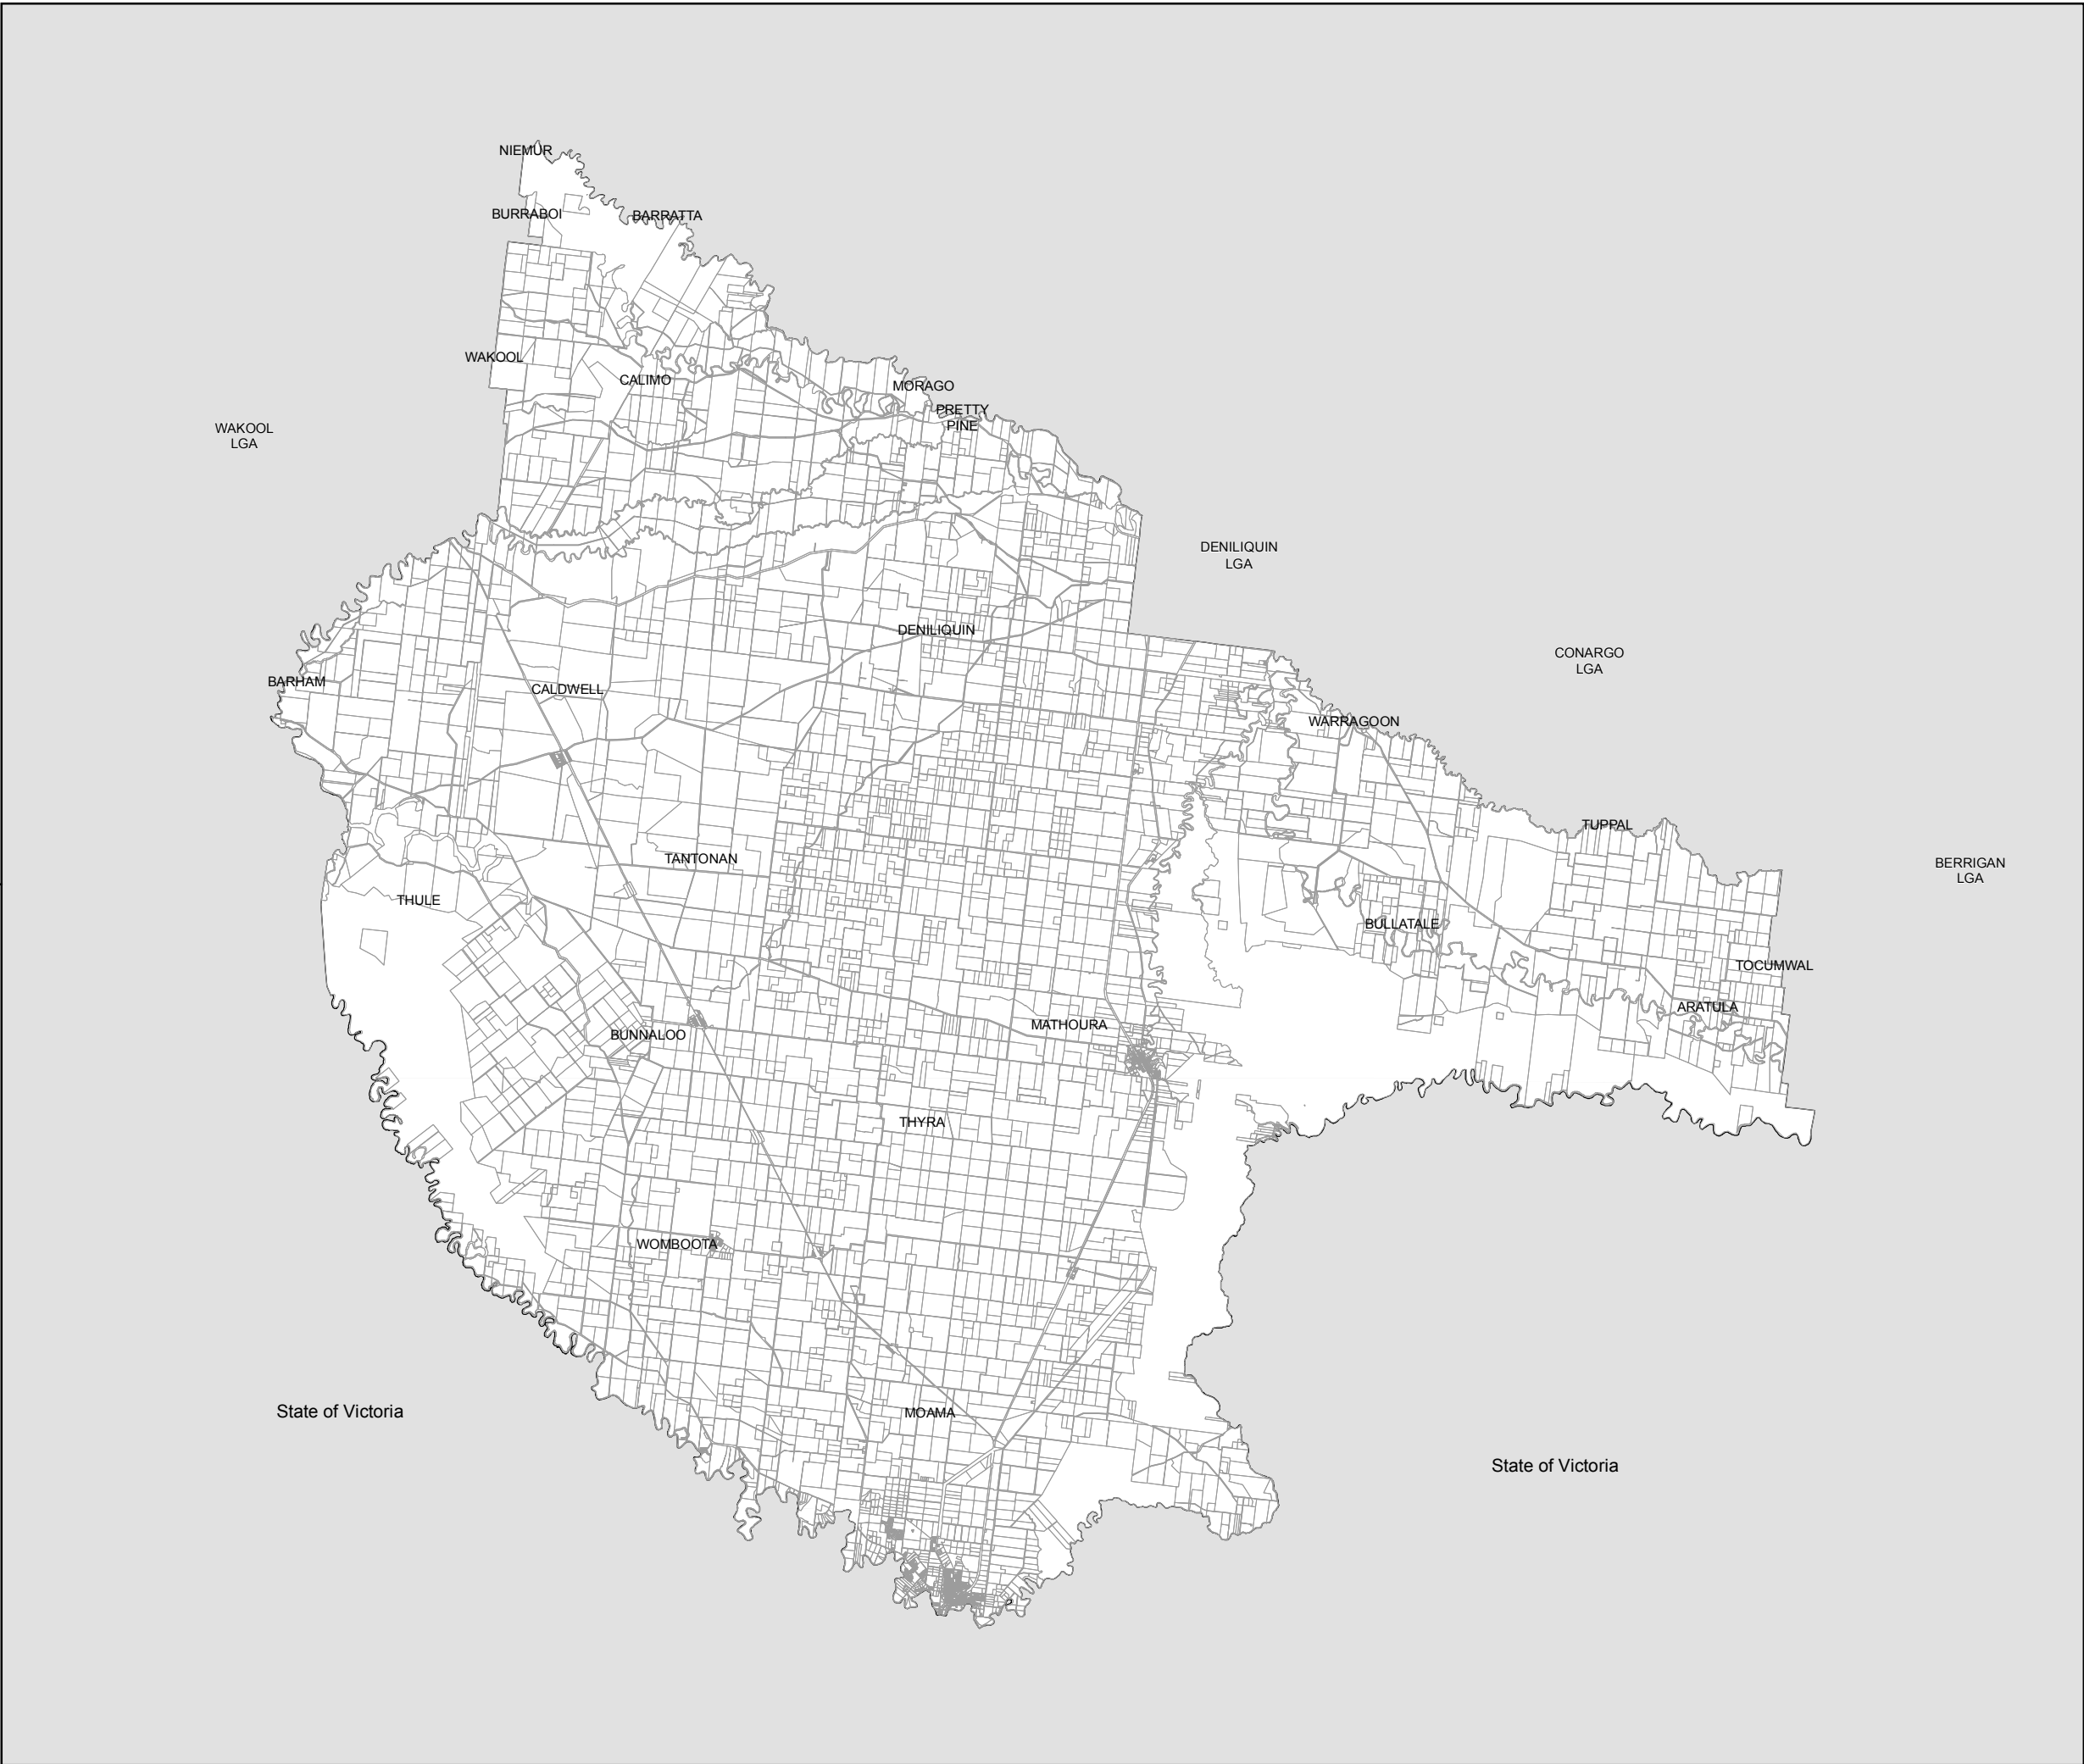 NIEMUR
BURRABOI
BARRATTA
WAKOOL
CALIMO
MORAGO
PRETTY
PINE
WAKOOL
LGA
DENILIQUIN
LGA
DENILIQUIN
CONARGO
LGA
BARHAM
CALDWELL
WARRAGOON
TUPPAL
TANTONAN
BERRIGAN
LGA
THULE
BULLATALE
TOCUMWAL
ARATULA
MATHOURA
BUNNALOO
THYRA
WOMBOOTA
State of Victoria
MOAMA
State of Victoria